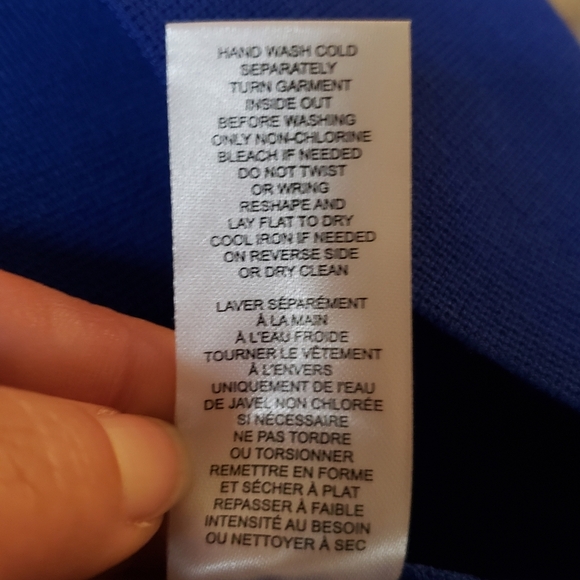 HAND WASH COLD
SEPARATELY
TURN GARMENT
INSIDE OUT
BEFORE WASHING
ONLY NON-CHLORINE
BLEACH IF NEEDED
DO NOT TWIST
OR WRING
RESHAPE AND
LAY FLAT TO DRY
COOL IRON IF NEEDED
ON REVERSE SIDE
OR DRY CLEAN
LAVER SÉPARÉMENT
À LA MAIN
À L'EAU FROIDE
TOURNER LE VÊTEMENT
À L'ENVERS
UNIQUEMENT DE l'EAU
DE JAVEL NON CHLORÉE
SI NÉCESSAIRE
NE PAS TORDRE
OU TORSIONNER
REMETTRE EN FORME
ET SÉCHER À PLAT
REPASSER À FAIBLE
INTENSITÉ AU BESOIN
OU NETTOYER À SEC